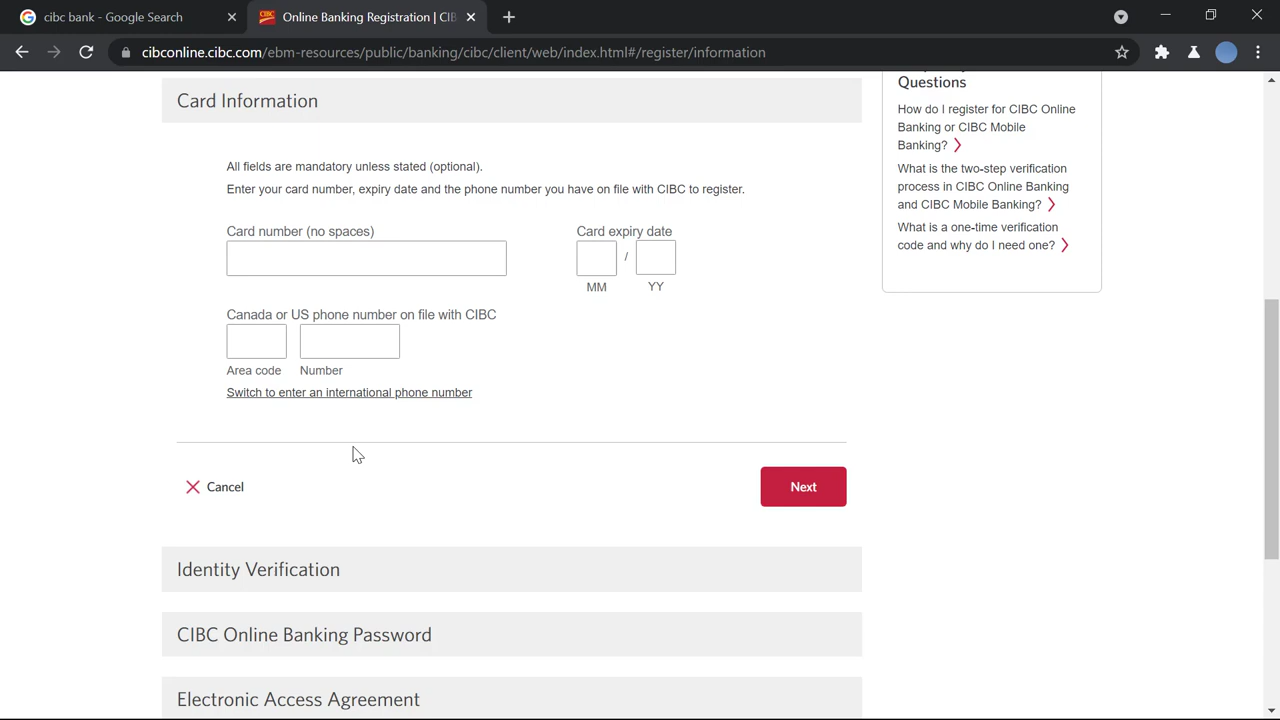 cibc bank - Google Search
Online Banking Registration | CIB
cibconline.cibc.com/ebm-resources/public/banking/cibc/client/web/index.html#/register/information
Card Information
All fields are mandatory unless stated (optional).
Enter your card number, expiry date and the phone number you have on file with CIBC to register.
Card number (no spaces)
Card expiry date
/
MM
YY
Canada or US phone number on file with CIBC
Area code
Number
Switch to enter an international phone number
Cancel
Next
Identity Verification
CIBC Online Banking Password
Electronic Access Agreement
Questions
How do I register for CIBC Online
Banking or CIBC Mobile
Banking?
What is the two-step verification
process in CIBC Online Banking
and CIBC Mobile Banking?
What is a one-time verification
code and why do I need one?